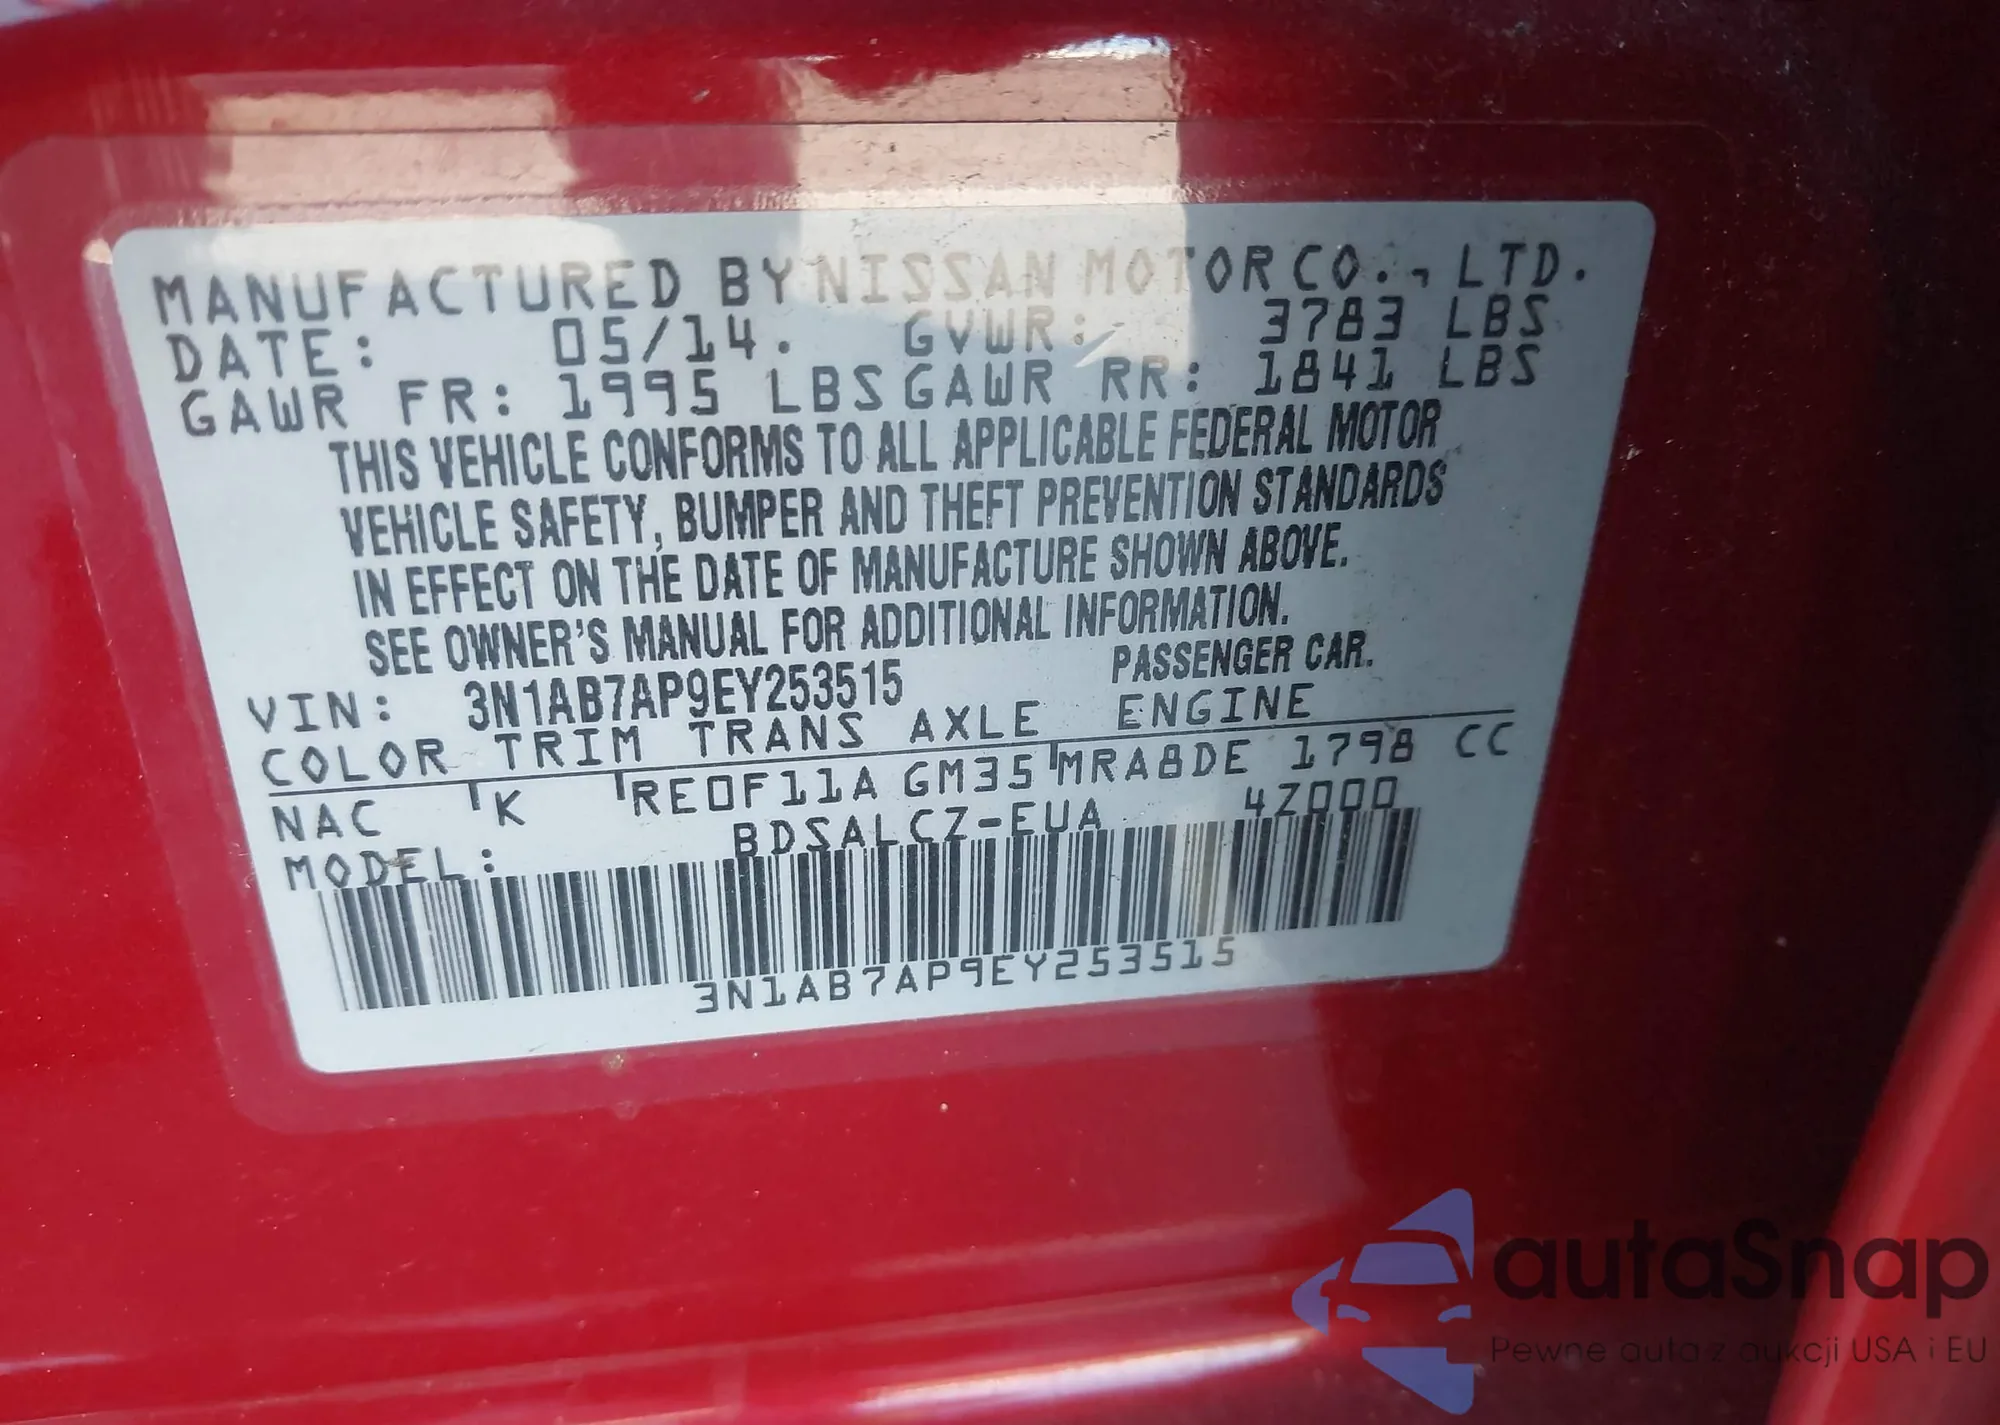 MANUFACTURED BY NISSAN MOTOR CO., LTD.
DATE: 05/14. GVWR: 3783 LBS
GAWR FR: 1995 LBS GAWR RR: 1841 LBS
THIS VEHICLE CONFORMS TO ALL APPLICABLE FEDERAL MOTOR
VEHICLE SAFETY, BUMPER AND THEFT PREVENTION STANDARDS
IN EFFECT ON THE DATE OF MANUFACTURE SHOWN ABOVE.
SEE OWNER'S MANUAL FOR ADDITIONAL INFORMATION.
VIN: 3N1AB7AP9EY253515 PASSENGER CAR.
COLOR TRIM TRANS AXLE ENGINE
NAC K RE0F11A GM35 MRA8DE 1798 CC
MODEL: BDSALCZ-EUA 4Z000
3N1AB7AP9EY253515
autaSnap
Pewne auta z aukcji USA i EU